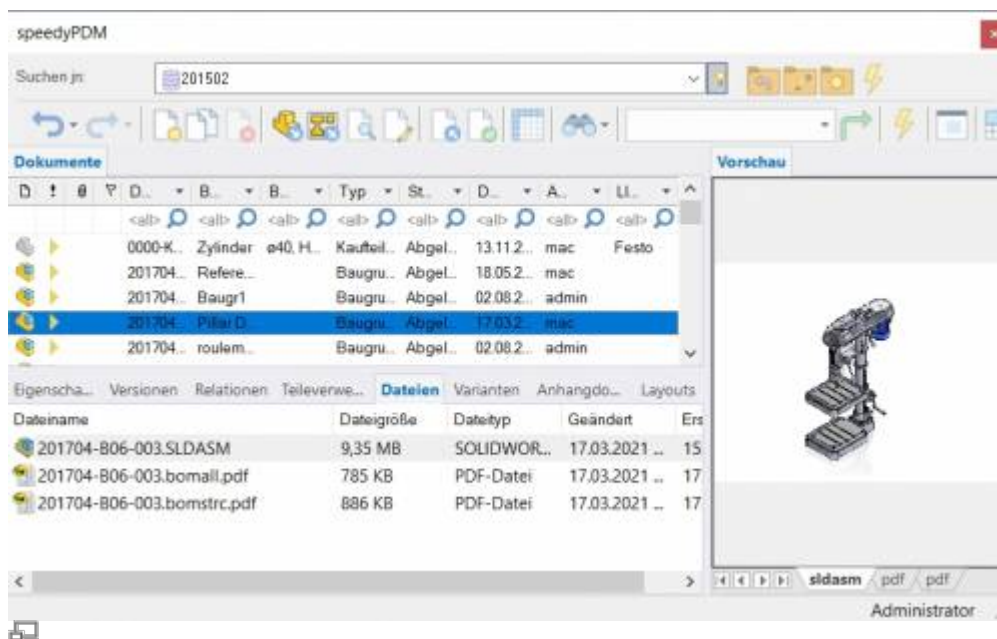 speedyPDM
Suchen in: 201502
Dokumente Vorschau
D.. B.. B.. Typ St.. D.. A.. LI..
<all> <all> <all> <all> <all> <all> <all> <all>
0000-K... Zylinder ø40, H... Kaufteil... Abgel... 13.11.2... mac Festo
201704... Refere... Baugru... Abgel... 18.05.2... mac
201704... Baugr1 Baugru... Abgel... 02.08.2... admin
201704... Pillar D... Baugru... Abgel... 17.03.2... mac
201704... roulem... Baugru... Abgel... 02.08.2... admin
Eigenscha... Versionen Relationen Teileverwe... Dateien Varianten Anhangdo... Layouts
Dateiname Dateigröße Dateityp Geändert Ers
201704-B06-003.SLDASM 9,35 MB SOLIDWOR... 17.03.2021 ... 15
201704-B06-003.bomall.pdf 785 KB PDF-Datei 17.03.2021 ... 17
201704-B06-003.bomstrc.pdf 886 KB PDF-Datei 17.03.2021 ... 17
sldasm pdf pdf
Administrator